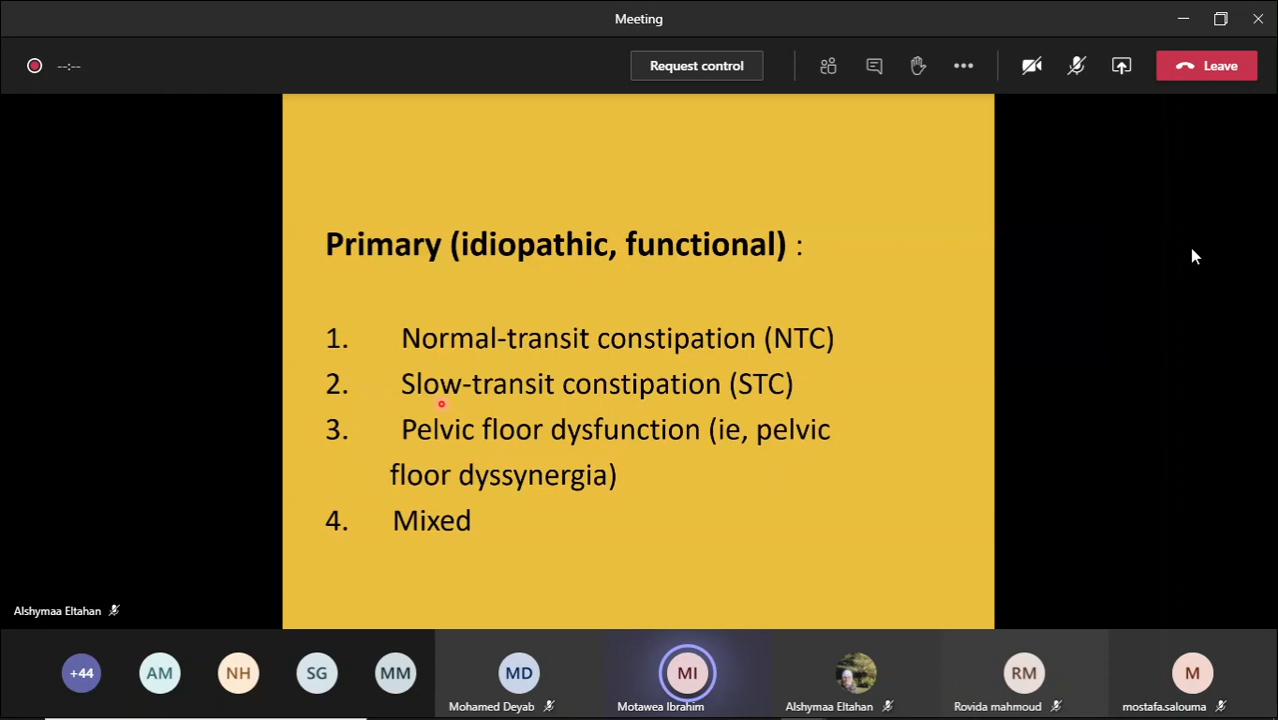 Meeting
--:--
Request control
Leave
Primary (idiopathic, functional) :
1. Normal-transit constipation (NTC)
2. Slow-transit constipation (STC)
3. Pelvic floor dysfunction (ie, pelvic
floor dyssynergia)
4. Mixed
Alshymaa Eltahan
+44
AM
NH
SG
MM
MD
MI
RM
M
Mohamed Deyab
Motawea Ibrahim
Alshymaa Eltahan
Rovida mahmoud
mostafa.salouma